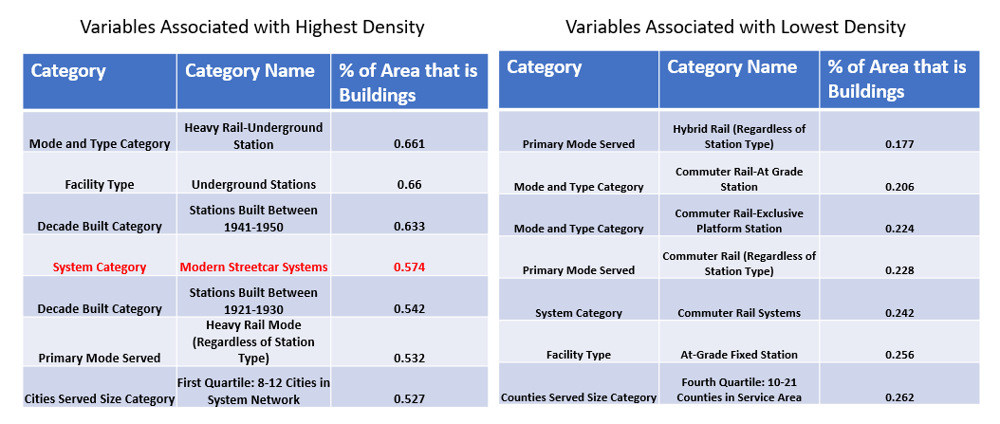 Variables Associated with Highest Density
Category Category Name % of Area that is
Buildings
Heavy Rail-Underground
Mode and Type Category Station 0.661
Facility Type Underground Stations 0.66
Stations Built Between
Decade Built Category 1941-1950 0.633
System Category Modern Streetcar Systems 0.574
Stations Built Between
Decade Built Category 1921-1930 0.542
Heavy Rail Mode
(Regardless of Station
Primary Mode Served Type) 0.532
First Quartile: 8-12 Cities in
Cities Served Size Category System Network 0.527
Variables Associated with Lowest Density
Category Category Name % of Area that is
Buildings
Hybrid Rail (Regardless of
Primary Mode Served Station Type) 0.177
Commuter Rail-At Grade
Mode and Type Category Station 0.206
Commuter Rail-Exclusive
Mode and Type Category Platform Station 0.224
Commuter Rail (Regardless of
Primary Mode Served Station Type) 0.228
System Category Commuter Rail Systems 0.242
Facility Type At-Grade Fixed Station 0.256
Fourth Quartile: 10-21
Counties Served Size Category Counties in Service Area 0.262